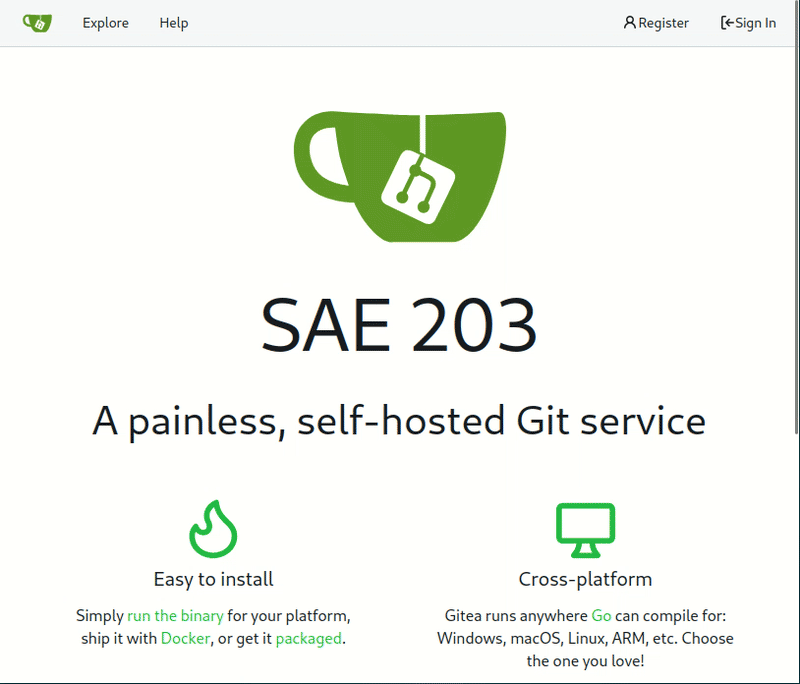 Explore Help Register Sign In
SAE 203
A painless, self-hosted Git service
Easy to install
Simply run the binary for your platform,
ship it with Docker, or get it packaged.
Cross-platform
Gitea runs anywhere Go can compile for:
Windows, macOS, Linux, ARM, etc. Choose
the one you love!